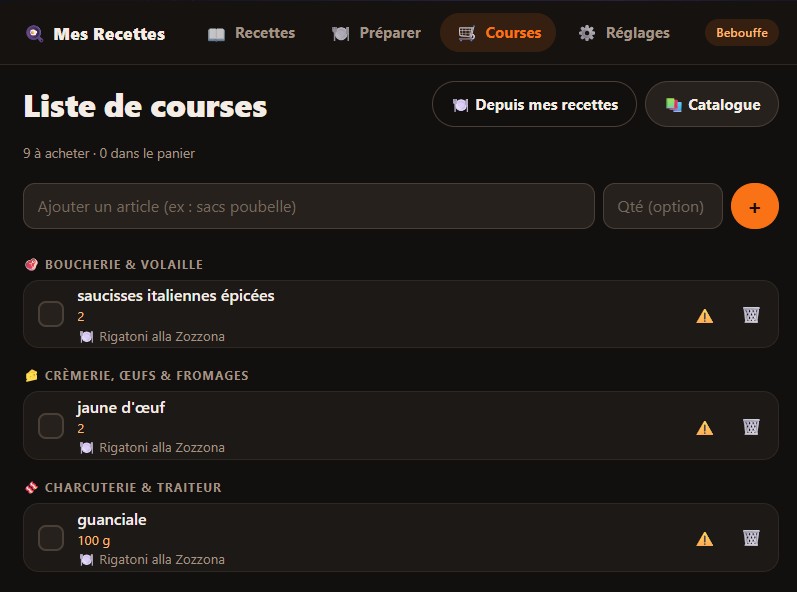 Mes Recettes
Recettes
Préparer
Courses
Réglages
Bebouffe
Liste de courses
Depuis mes recettes
Catalogue
9 à acheter · 0 dans le panier
Ajouter un article (ex : sacs poubelle)
Qté (option)
+
BOUCHERIE & VOLAILLE
saucisses italiennes épicées
2
Rigatoni alla Zozzona
CRÈMERIE, ŒUFS & FROMAGES
jaune d'œuf
2
Rigatoni alla Zozzona
CHARCUTERIE & TRAITEUR
guanciale
100 g
Rigatoni alla Zozzona